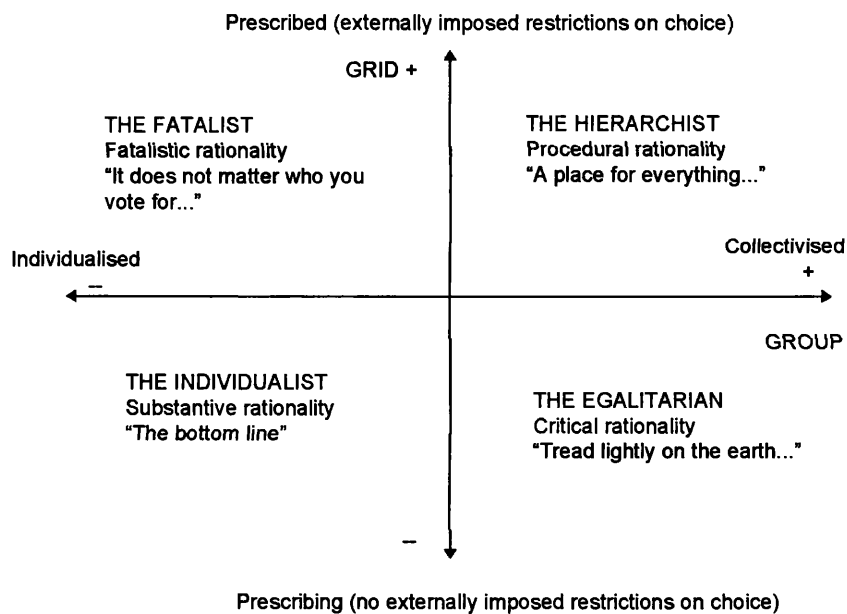 Prescribed (externally imposed restrictions on choice)
GRID +
THE FATALIST
Fatalistic rationality
“It does not matter who you
vote for...”
THE HIERARCHIST
Procedural rationality
“A place for everything...”
Individualised
–
Collectivised
+
GROUP
THE INDIVIDUALIST
Substantive rationality
“The bottom line”
THE EGALITARIAN
Critical rationality
“Tread lightly on the earth...”
–
Prescribing (no externally imposed restrictions on choice)